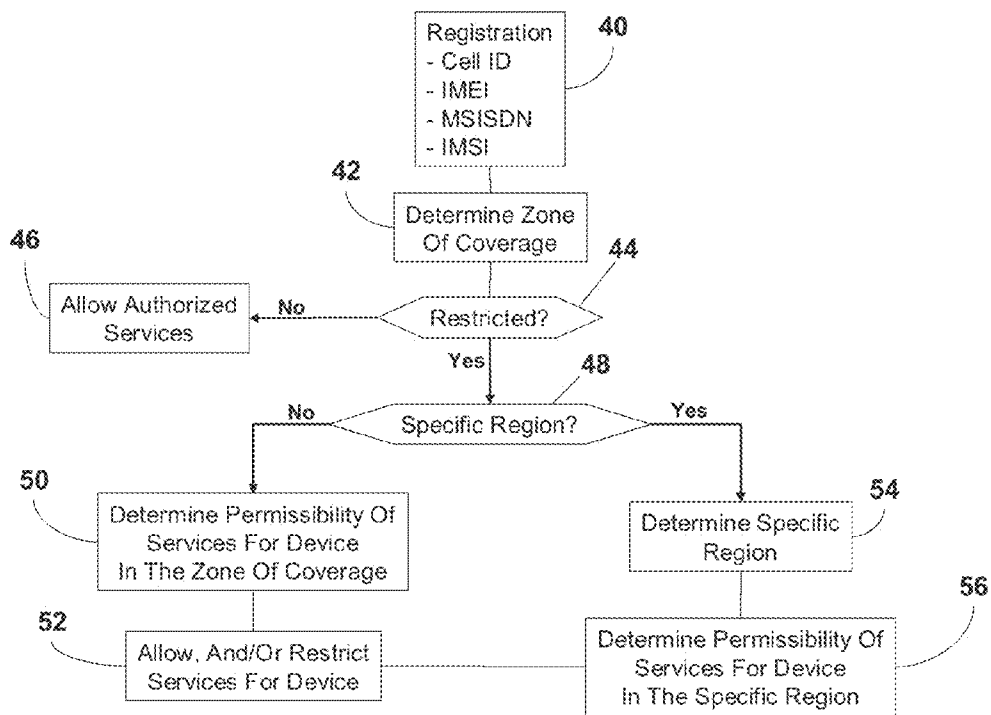 Registration
- Cell ID
- IMEI
- MSISDN
- IMSI
40
42
Determine Zone
Of Coverage
46
44
Allow Authorized
Services
No
Restricted?
Yes
48
No
Specific Region?
Yes
50
54
Determine Permissibility Of
Services For Device
In The Zone Of Coverage
Determine Specific
Region
52
56
Allow, And/Or Restrict
Services For Device
Determine Permissibility Of
Services For Device
In The Specific Region